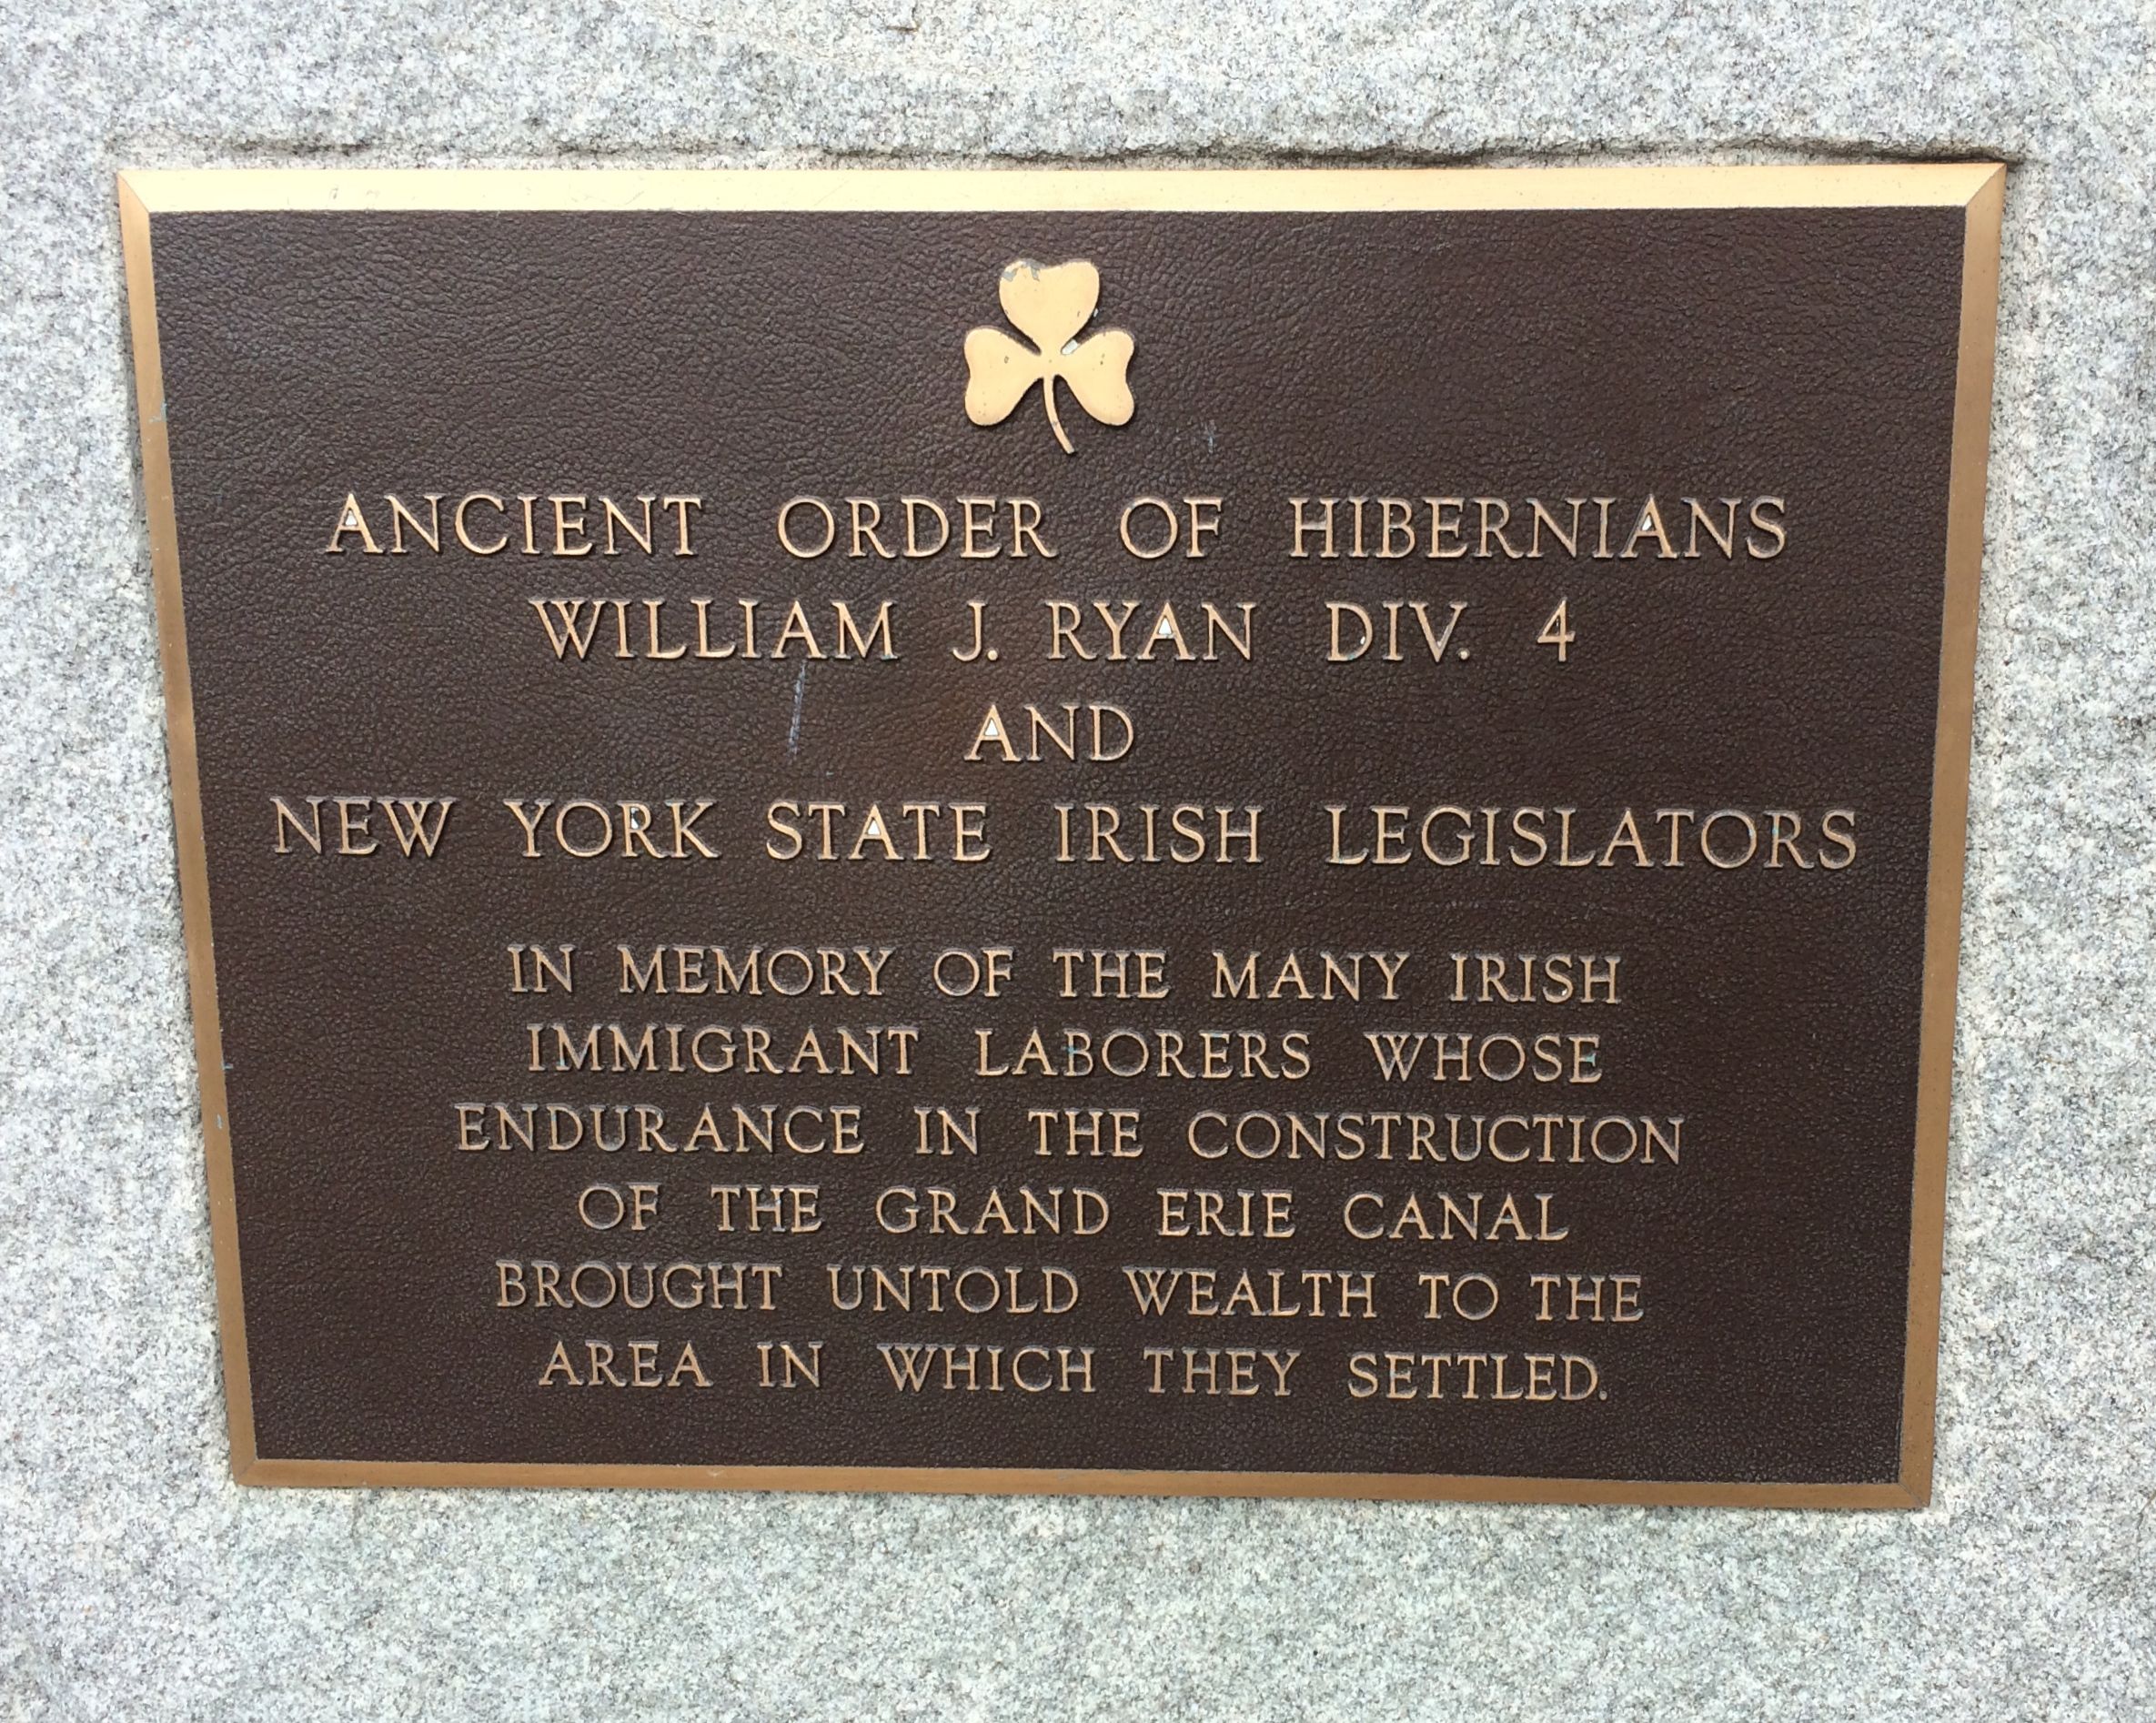 ANCIENT ORDER OF HIBERNIANS
WILLIAM J. RYAN DIV. 4
AND
NEW YORK STATE IRISH LEGISLATORS
IN MEMORY OF THE MANY IRISH
IMMIGRANT LABORERS WHOSE
ENDURANCE IN THE CONSTRUCTION
OF THE GRAND ERIE CANAL
BROUGHT UNTOLD WEALTH TO THE
AREA IN WHICH THEY SETTLED.